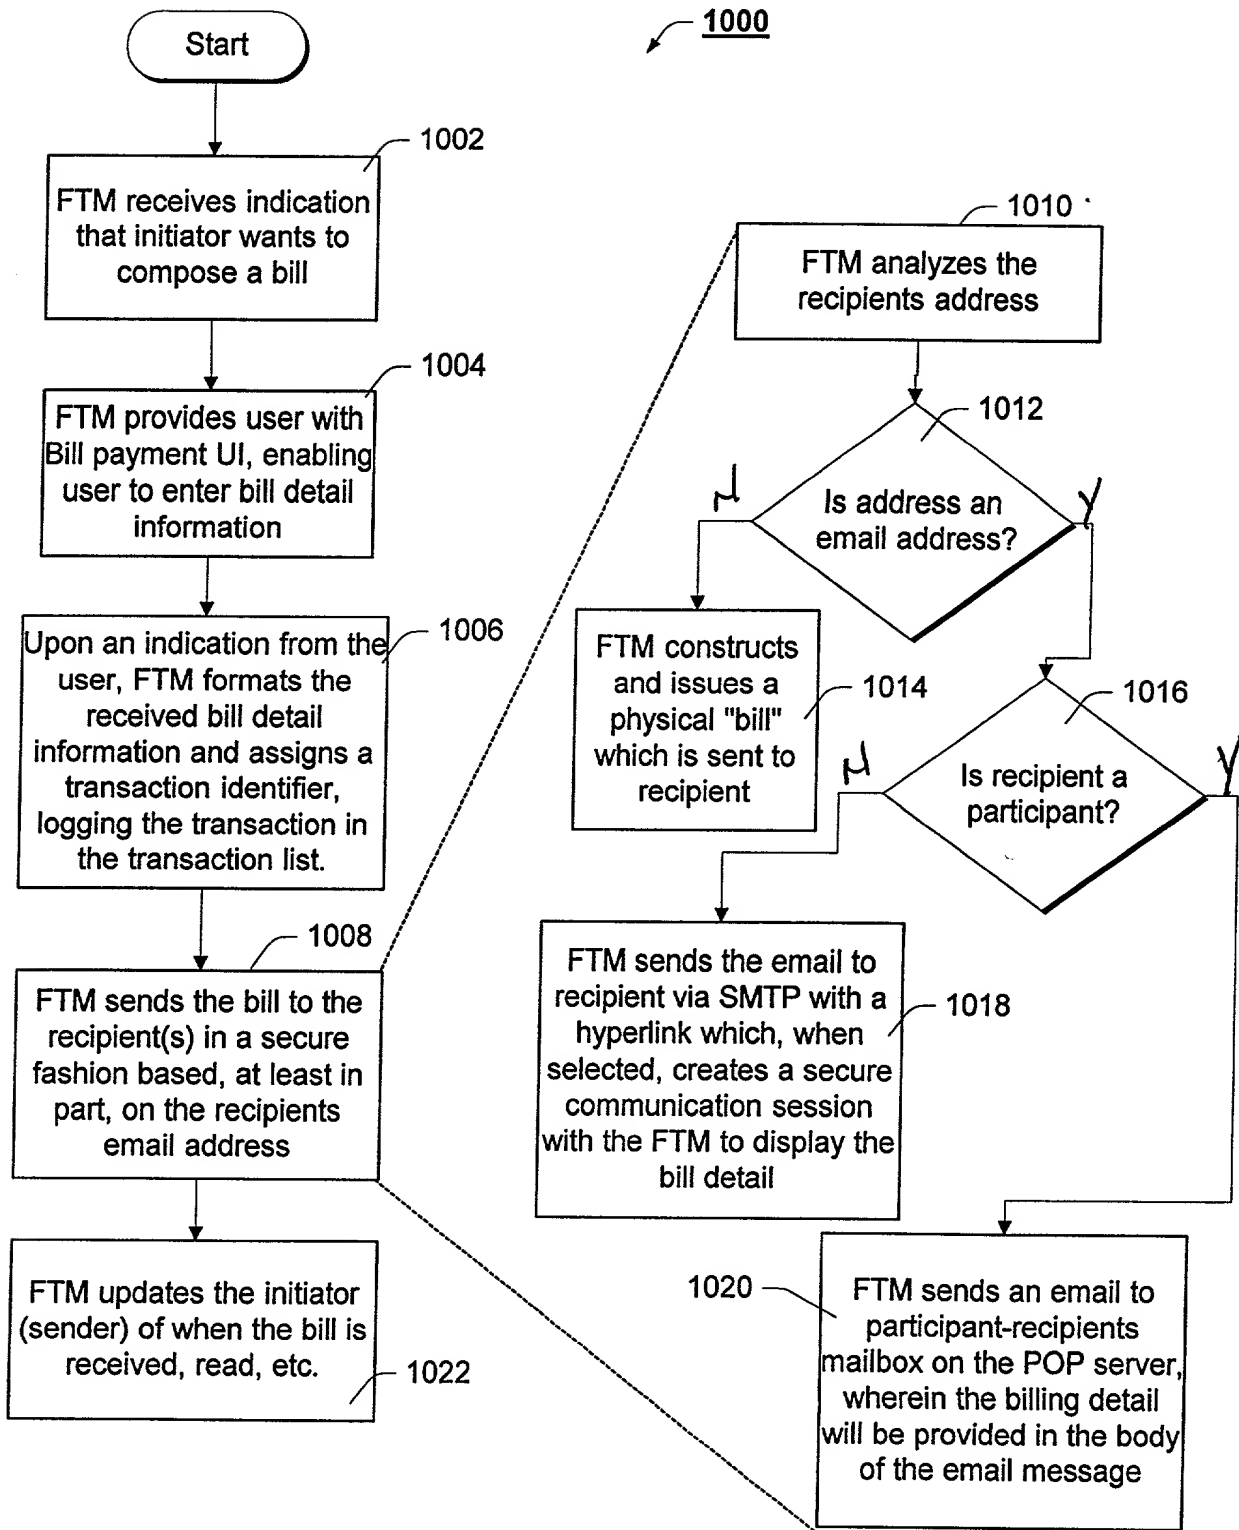 Start
1000
1002
FTM receives indication
that initiator wants to
compose a bill
1004
FTM provides user with
Bill payment UI, enabling
user to enter bill detail
information
1006
Upon an indication from the
user, FTM formats the
received bill detail
information and assigns a
transaction identifier,
logging the transaction in
the transaction list.
1008
FTM sends the bill to the
recipient(s) in a secure
fashion based, at least in
part, on the recipients
email address
FTM updates the initiator
(sender) of when the bill is
received, read, etc.
1022
1010
FTM analyzes the
recipients address
1012
Is address an
email address?
N
Y
FTM constructs
and issues a
physical "bill"
which is sent to
recipient
1014
1016
Is recipient a
participant?
N
Y
FTM sends the email to
recipient via SMTP with a
hyperlink which, when
selected, creates a secure
communication session
with the FTM to display the
bill detail
1018
1020
FTM sends an email to
participant-recipients
mailbox on the POP server,
wherein the billing detail
will be provided in the body
of the email message